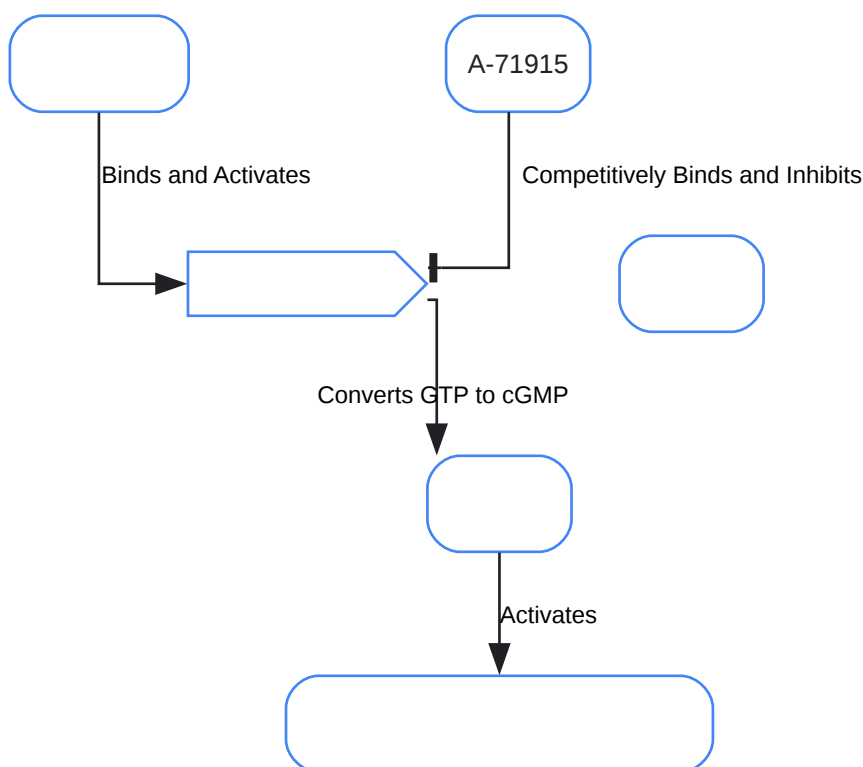 A-71915
Binds and Activates
Competitively Binds and Inhibits
Converts GTP to cGMP
Activates